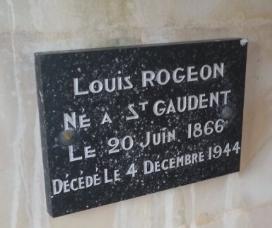 Louis ROGEON
NÉ A ST GAUDENT
LE 20 JUIN 1866
DÉCÉDÉ LE 4 DÉCEMBRE 1944